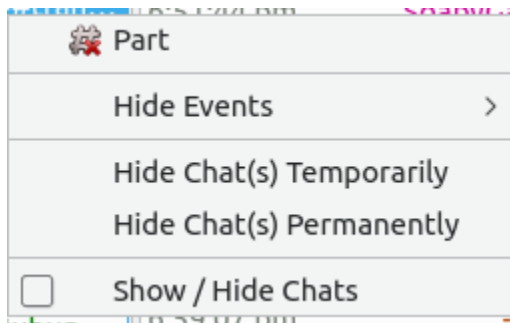 Part
Hide Events
Hide Chat(s) Temporarily
Hide Chat(s) Permanently
Show / Hide Chats